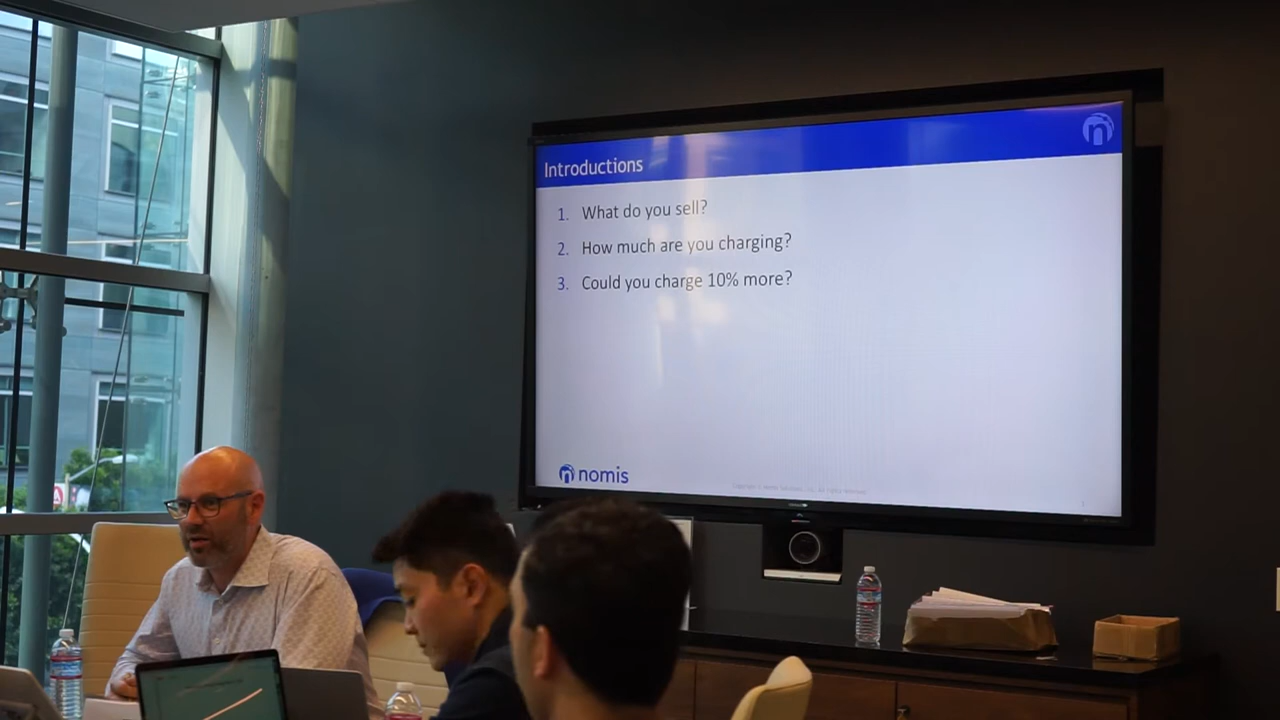 Introductions
1. What do you sell?
2. How much are you charging?
3. Could you charge 10% more?
nomis